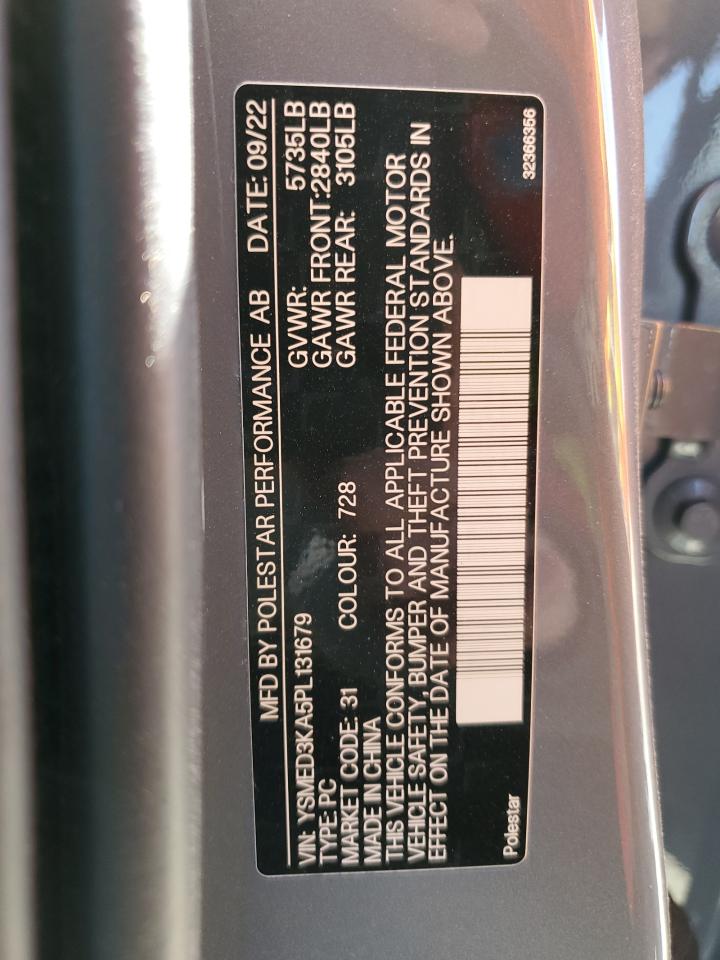 MFD BY POLESTAR PERFORMANCE AB DATE: 09/22
VIN: YSMED3KA5PL131679 GVWR: 5735LB
TYPE: PC GAWR FRONT:2840LB
MARKET CODE: 31 COLOUR: 728 GAWR REAR: 3105LB
MADE IN CHINA
THIS VEHICLE CONFORMS TO ALL APPLICABLE FEDERAL MOTOR
VEHICLE SAFETY, BUMPER AND THEFT PREVENTION STANDARDS IN
EFFECT ON THE DATE OF MANUFACTURE SHOWN ABOVE.
Polestar 32366356